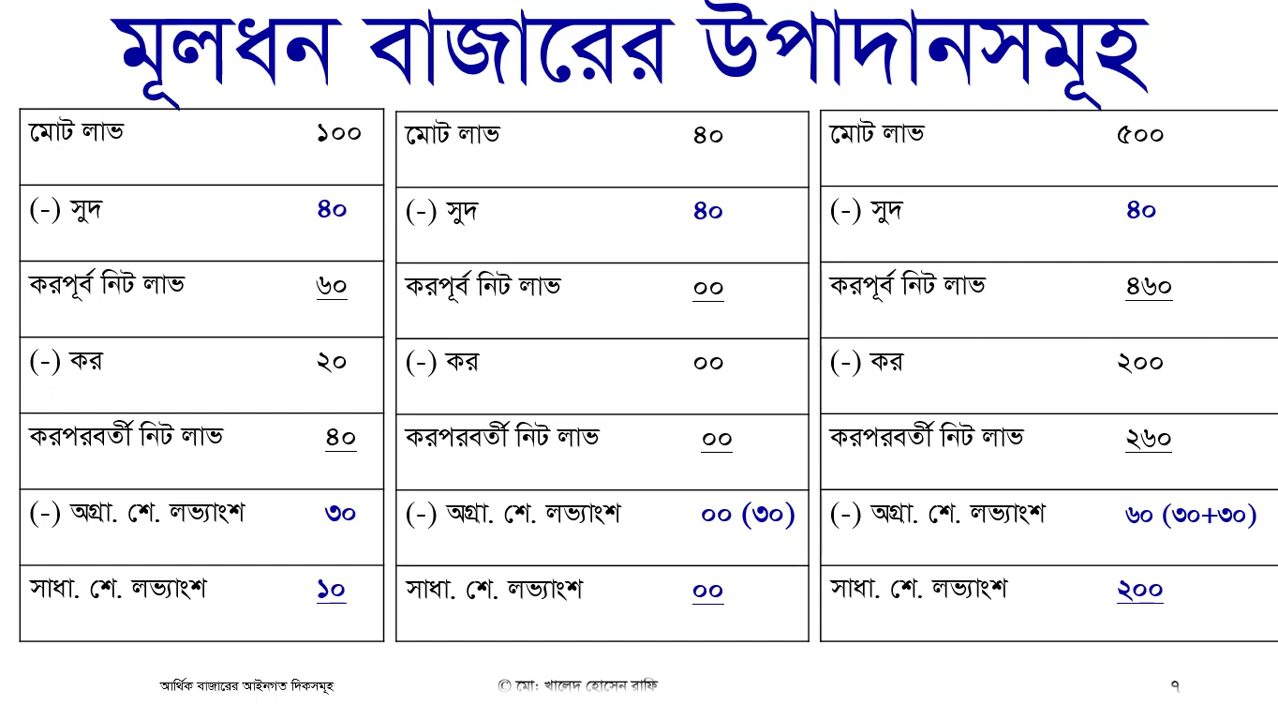 মূলধন বাজারের উপাদানসমূহ
মোট লাভ ১০০
(-) সুদ ৪০
করপূর্ব নিট লাভ ৬০
(-) কর ২০
করপরবর্তী নিট লাভ ৪০
(-) অগ্রা. শে. লভ্যাংশ ৩০
সাধা. শে. লভ্যাংশ ১০
মোট লাভ ৪০
(-) সুদ ৪০
করপূর্ব নিট লাভ ০০
(-) কর ০০
করপরবর্তী নিট লাভ ০০
(-) অগ্রা. শে. লভ্যাংশ ০০ (৩০)
সাধা. শে. লভ্যাংশ ০০
মোট লাভ ৫০০
(-) সুদ ৪০
করপূর্ব নিট লাভ ৪৬০
(-) কর ২০০
করপরবর্তী নিট লাভ ২৬০
(-) অগ্রা. শে. লভ্যাংশ ৬০ (৩০+৩০)
সাধা. শে. লভ্যাংশ ২০০
আর্থিক বাজারের আইনগত দিকসমূহ
© মো: খালেদ হোসেন রাফি
৭